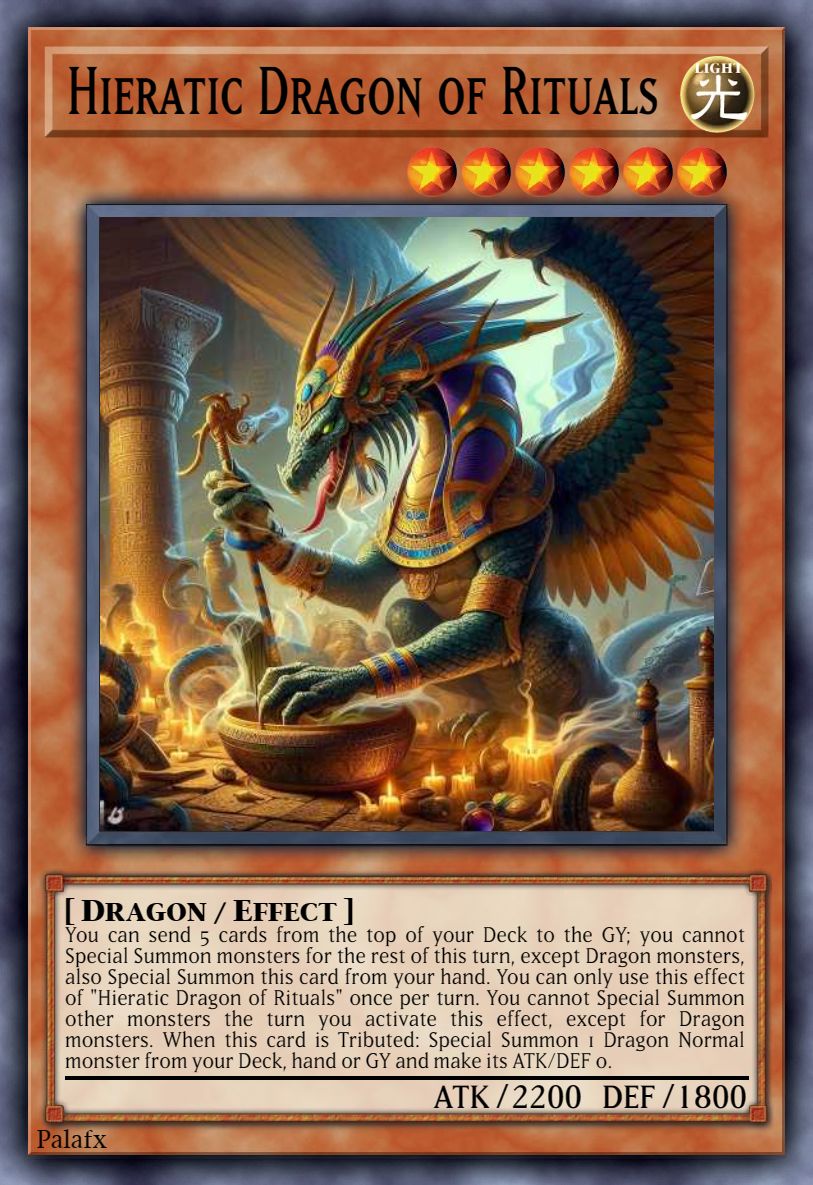 Hieratic Dragon of Rituals
LIGHT
光
[ Dragon / Effect ]
You can send 5 cards from the top of your Deck to the GY; you cannot
Special Summon monsters for the rest of this turn, except Dragon monsters,
also Special Summon this card from your hand. You can only use this effect
of "Hieratic Dragon of Rituals" once per turn. You cannot Special Summon
other monsters the turn you activate this effect, except for Dragon
monsters. When this card is Tributed: Special Summon 1 Dragon Normal
monster from your Deck, hand or GY and make its ATK/DEF 0.
ATK/2200 DEF/1800
Palafx